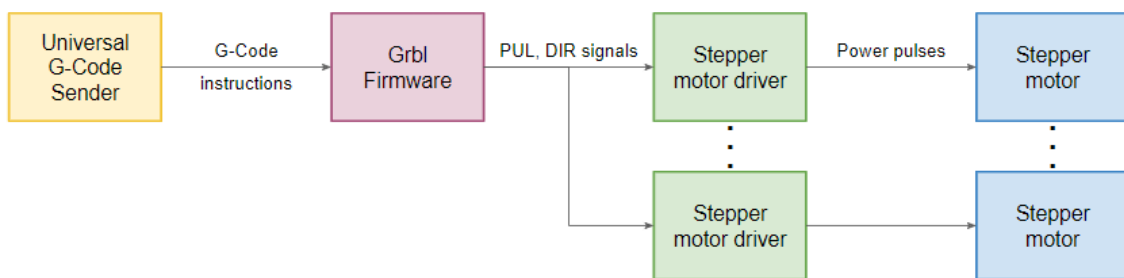 Universal
G-Code
Sender
G-Code
instructions
Grbl
Firmware
PUL, DIR signals
Stepper
motor driver
Power pulses
Stepper
motor
Stepper
motor driver
Stepper
motor